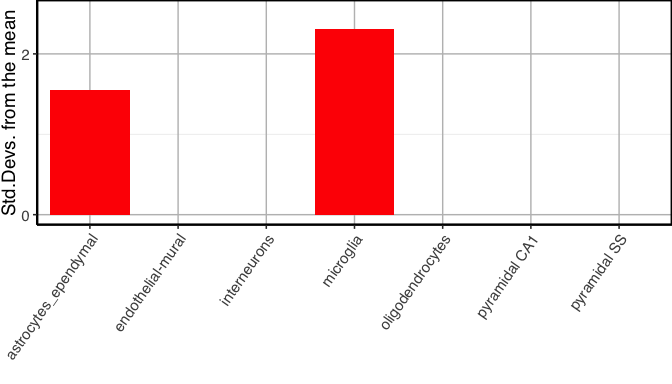 Std.Devs. from the mean
2
0
astrocytes_ependymal
endothelial-mural
interneurons
microglia
oligodendrocytes
pyramidal CA1
pyramidal SS